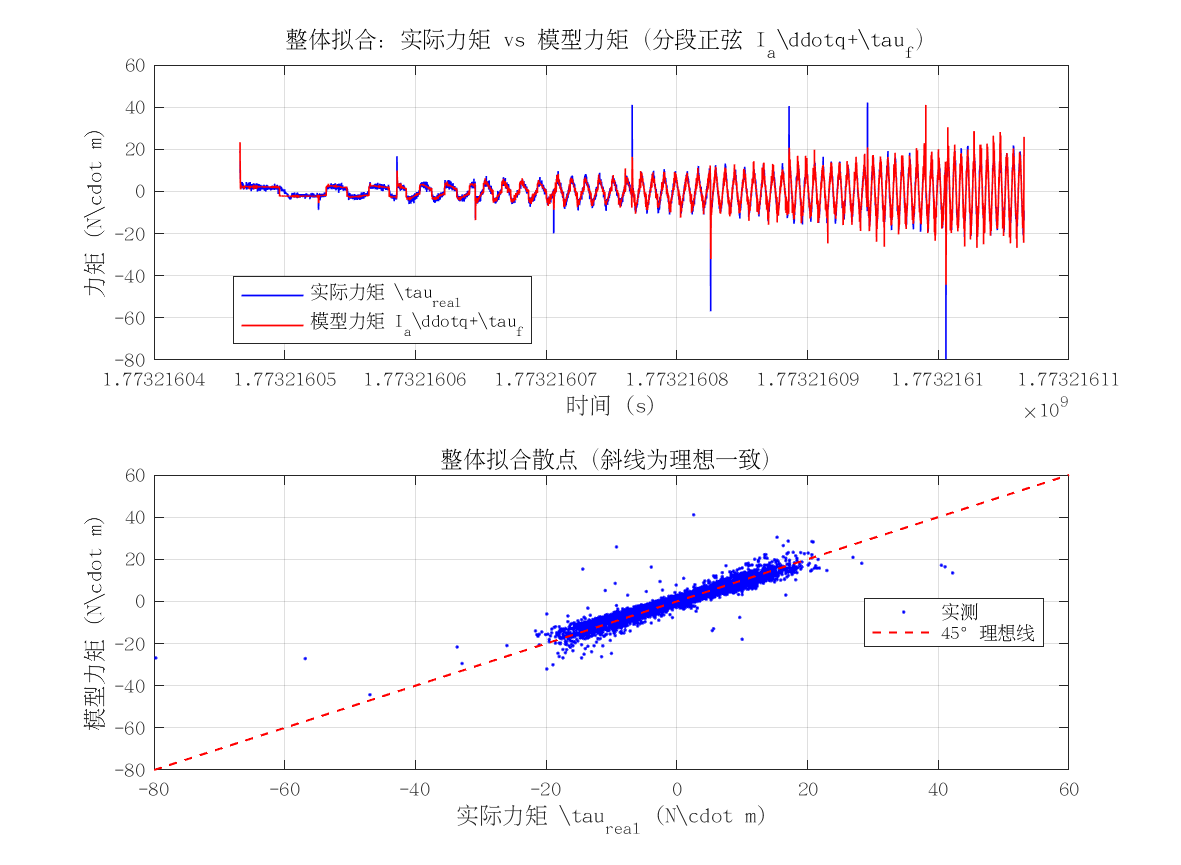 整体拟合: 实际力矩 vs 模型力矩 (分段正弦 I_a\ddotq+\tau_f)
60
40
20
0
-20
-40
-60
-80
力矩 (N\cdot m)
实际力矩 \tau_real
模型力矩 I_a\ddotq+\tau_f
1.77321604 1.77321605 1.77321606 1.77321607 1.77321608 1.77321609 1.7732161 1.77321611
时间 (s)
×10^9
整体拟合散点 (斜线为理想一致)
60
40
20
0
-20
-40
-60
-80
模型力矩 (N\cdot m)
实测
45° 理想线
-80 -60 -40 -20 0 20 40 60
实际力矩 \tau_real (N\cdot m)